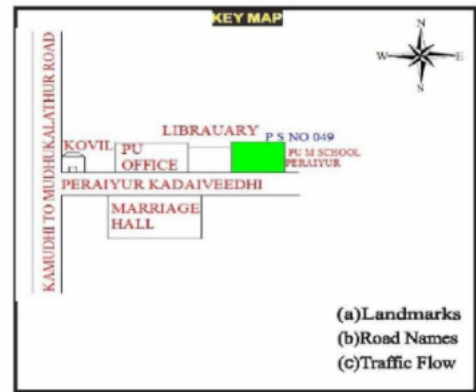 KEY MAP
N
W
E
S
KAMUDHI TO MUDHUKALATHUR ROAD
LIBRAUARY
P S NO 049
KOVIL
PU
OFFICE
PU M SCHOOL
PERAIYUR
PERAIYUR KADAIVEEDHI
MARRIAGE
HALL
(a)Landmarks
(b)Road Names
(c)Traffic Flow